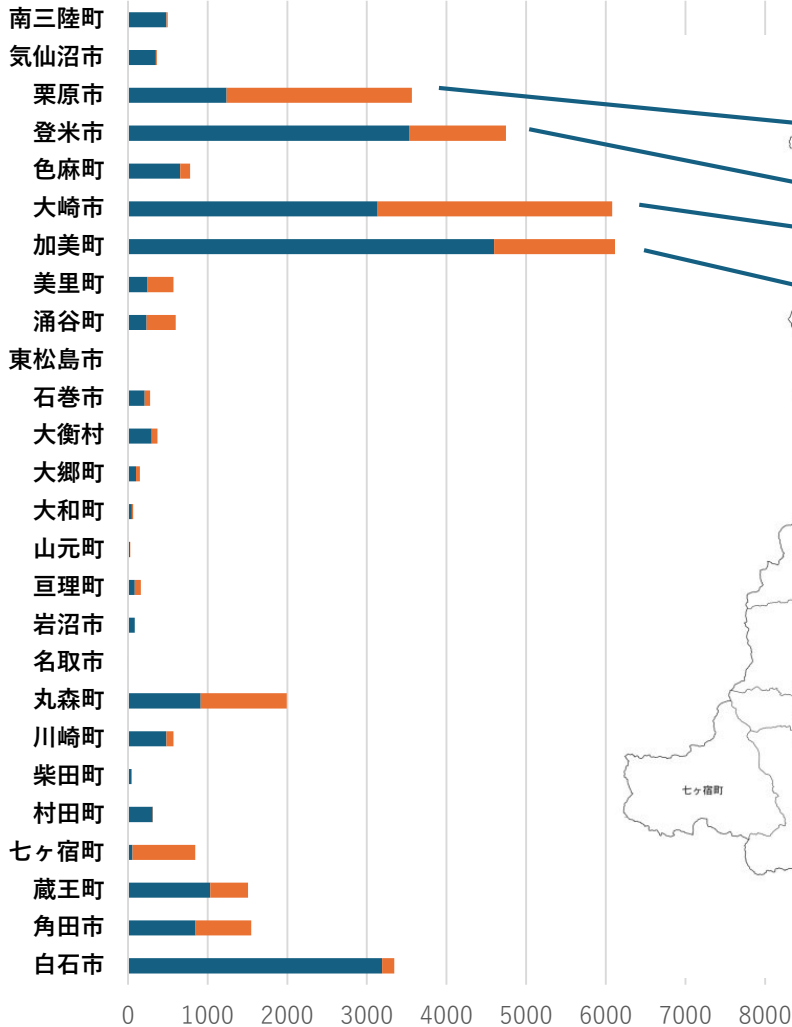 南三陸町
気仙沼市
栗原市
登米市
色麻町
大崎市
加美町
美里町
涌谷町
東松島市
石巻市
大衡村
大郷町
大和町
山元町
亘理町
岩沼市
名取市
丸森町
川崎町
柴田町
村田町
七ヶ宿町
七ヶ宿町
蔵王町
角田市
白石市
0 1000 2000 3000 4000 5000 6000 7000 8000